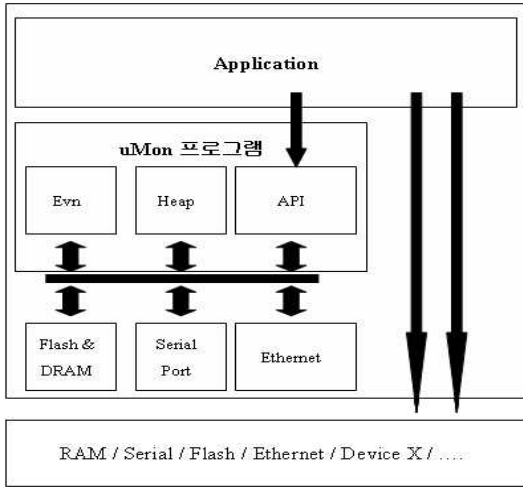 Application
uMon 프로그램
Evn
Heap
API
Flash &
DRAM
Serial
Port
Ethernet
RAM / Serial / Flash / Ethernet / Device X / ....